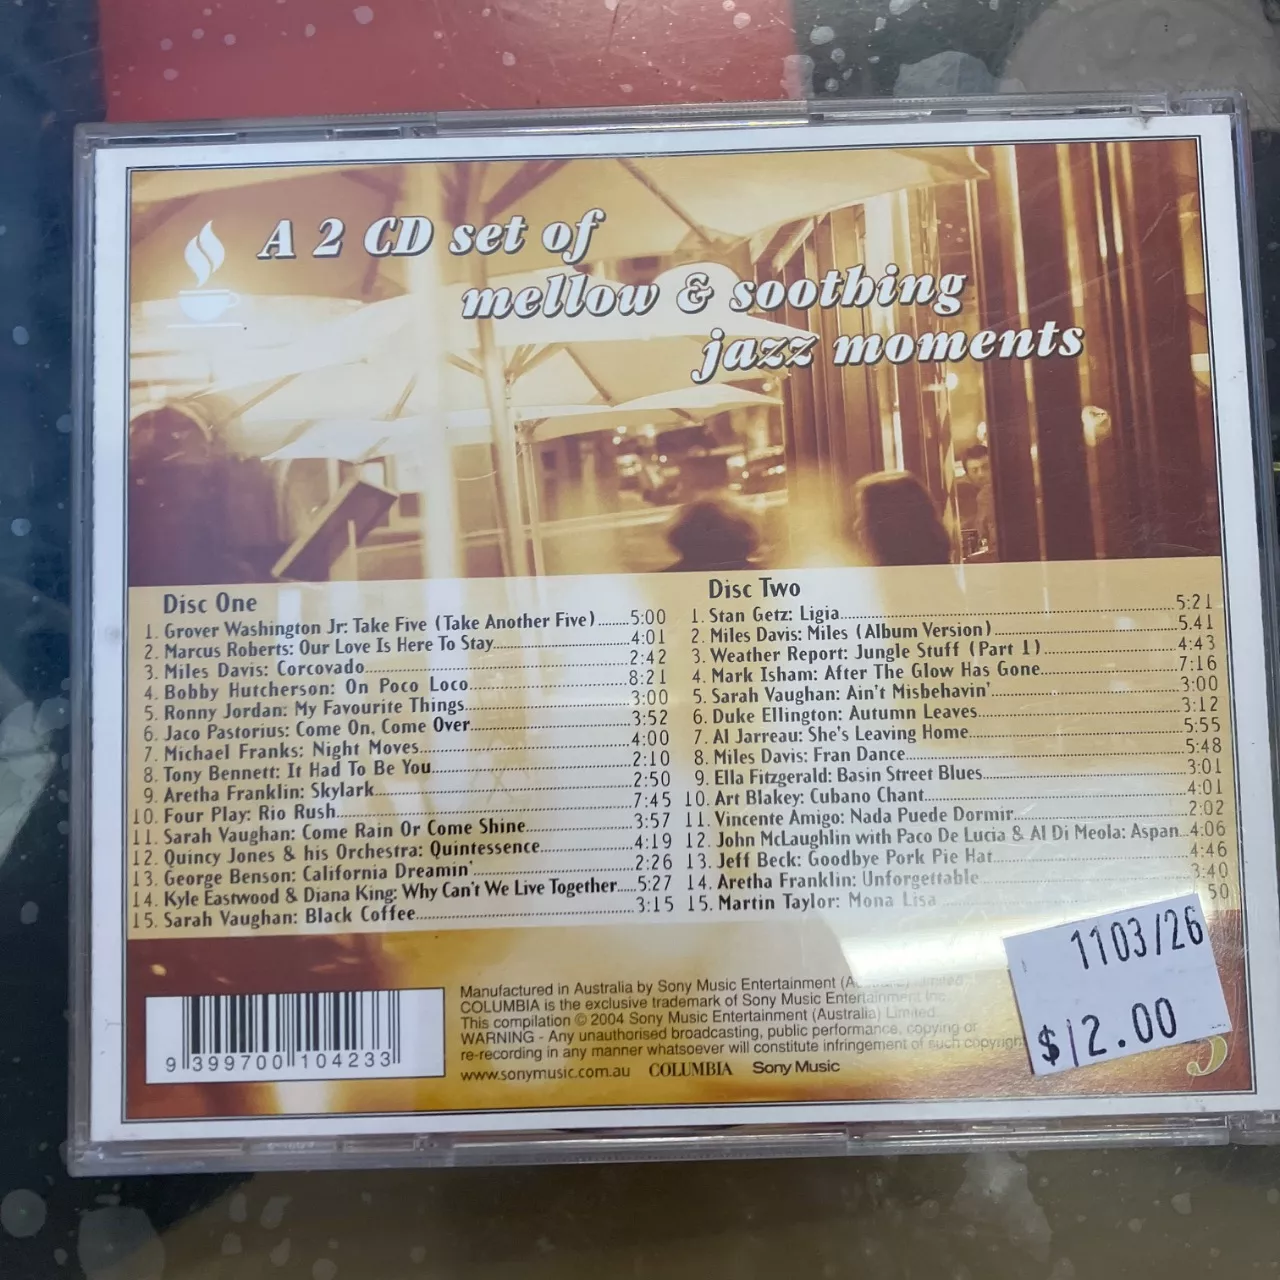 A 2 CD set of
mellow & soothing
jazz moments
Disc One
1. Grover Washington Jr: Take Five (Take Another Five)........5:00
2. Marcus Roberts: Our Love Is Here To Stay........4:01
3. Miles Davis: Corcovado........2:42
4. Bobby Hutcherson: On Poco Loco........8:21
5. Ronny Jordan: My Favourite Things........3:00
6. Jaco Pastorius: Come On, Come Over........3:52
7. Michael Franks: Night Moves........4:00
8. Tony Bennett: It Had To Be You........2:10
9. Aretha Franklin: Skylark........2:50
10. Four Play: Rio Rush........7:45
11. Sarah Vaughan: Come Rain Or Come Shine........3:57
12. Quincy Jones & his Orchestra: Quintessence........4:19
13. George Benson: California Dreamin'........2:26
14. Kyle Eastwood & Diana King: Why Can't We Live Together......5:27
15. Sarah Vaughan: Black Coffee........3:15
Disc Two
1. Stan Getz: Ligia........5:21
2. Miles Davis: Miles (Album Version)........5:41
3. Weather Report: Jungle Stuff (Part 1)........4:43
4. Mark Isham: After The Glow Has Gone........7:16
5. Sarah Vaughan: Ain't Misbehavin'........3:00
6. Duke Ellington: Autumn Leaves........3:12
7. Al Jarreau: She's Leaving Home........5:55
8. Miles Davis: Fran Dance........5:48
9. Ella Fitzgerald: Basin Street Blues........3:01
10. Art Blakey: Cubano Chant........4:01
11. Vincente Amigo: Nada Puede Dormir........2:02
12. John McLaughlin with Paco De Lucia & Al Di Meola: Aspan...4:06
13. Jeff Beck: Goodbye Pork Pie Hat........4:46
14. Aretha Franklin: Unforgettable........3:40
15. Martin Taylor: Mona Lisa........50
9 399700 104233
Manufactured in Australia by Sony Music Entertainment (Australia) Limited.
COLUMBIA is the exclusive trademark of Sony Music Entertainment Inc.
This compilation © 2004 Sony Music Entertainment (Australia) Limited.
WARNING - Any unauthorised broadcasting, public performance, copying or
re-recording in any manner whatsoever will constitute infringement of such copyright
www.sonymusic.com.au COLUMBIA Sony Music
1103/26
$12.00